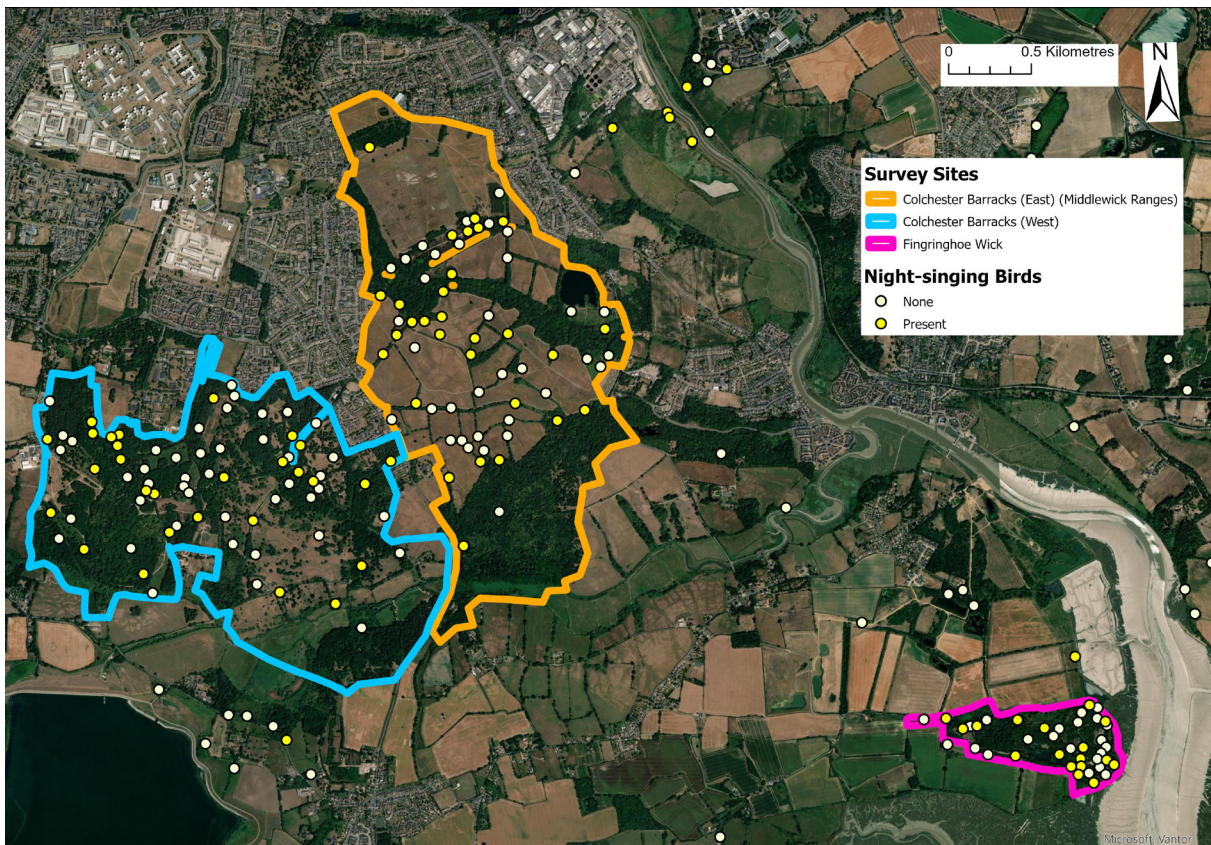 0 0.5 Kilometres
N
Survey Sites
Colchester Barracks (East) (Middlewick Ranges)
Colchester Barracks (West)
Fingringhoe Wick
Night-singing Birds
None
Present
Microsoft, Vantor